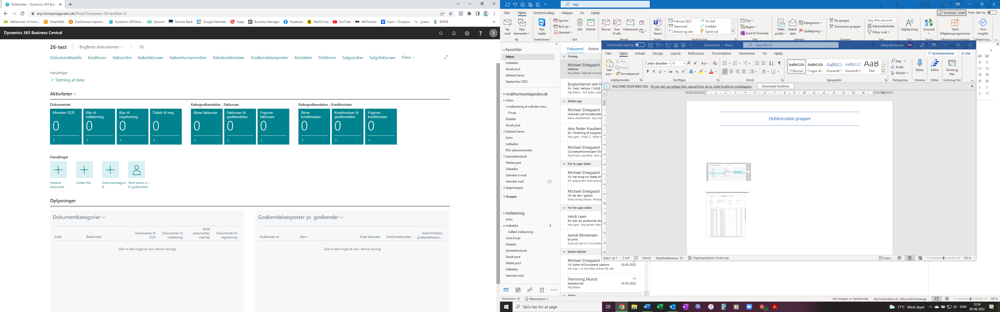 Rollecenter - Dynamics 365 Busin
erp.homeandgarden.dk/Prod/?company=26-test&dc=0
Velkommen til Hom... SmartWeb DanDomain-hjemm... Dynamics 365 Busi... Sproom Danske Bank Google Kalender Fragt Business Manager Facebook MailChimp YouTube WeTransfer Hjem – Dropbox Lyreco BIRME »
Dynamics 365 Business Central
1
26-test Bogførte dokumenter
Dokumentkladde Kreditorer Købsordre Købsfakturaer Købsreturvareordrer Købskreditnotaer Godkendelsesposter Kontakter Debitorer Salgsordrer Salgsfakturaer Flere
Handlinger
Sletning af data
Aktiviteter
Dokumenter Købsgodkendelse - Fakturaer Købsgodkendelse - Kreditnotaer
Afventer OCR Klar til indlæsning Klar til registrering Tildelt til mig Åbne fakturaer Fakturaer til godkendelse Frigivne fakturaer Åbne kreditnotaer Kreditnotaer til godkendelse Frigivne kreditnotaer
0 0 0 0 0 0 0 0 0 0
Handlinger
Indsend dokument Indlæs filer Dokumentsøgning Send status e-... til godkendere
Oplysninger
Dokumentkategorier Godkendelsesposter pr. godkender
Kode Beskrivelse Dokumenter til OCR Dokumenter til indlæsning Antal dokumenter med fejl Dokumenter til registrering
Godkender-id Navn Antal fakturaer Antal kreditnotaer Antal forfaldne godkendelsesan...
(Der er ikke noget at vise i denne visning) (Der er ikke noget at vise i denne visning)
Søg
Filer Hjem Send/modtag Mappe Vis Hjælp
Kommer snart Prøv det nu
Ny mail Nye elementer Nyt møde Ignorer Ryd op Uønsket Slet Arkivér Besvar Svar til alle Videresend Del i Teams
Februar 2022 Til chef
Teammail Fuldført
Besvar og slet Opret nyt
Flyt Regler Send til Onenote Tildel politik Ulæst/læst Kategoriser Opfølgning Ny gruppe Gennemse grupper Søg efter personer Adressekartotek Filtrer mail Højtlæsning Oversæt Hent tilføjelsesprogrammer Viva Insights
Ny TeamViewer Slet Besvar Teams Hurtige trin Flyt Mærker Grupper Søg Tale Sprog Tilføjelsesprogrammer Tilføjelsesp...
Favoritter
Inbox
Indbakke
Sendt post
Deleted Items
September 2022
rm@homeandgarden.dk
Inbox
Indberetnig af måndes oms...
Privat
Kladder
Sendt post
Deleted Items
Arkiv
Indbakke
RSS-abonnementer
Samtalehistorik
Slettet post
Udbakke
Uønsket e-mail
Uønsket mail [1]
Søgemapper
Grupper
Indlæsning
Arkiv
Indbakke 2
Udført indlæsning
Junk Email
Kladder
Samtalehistorik
Sendt post
Slettet post
Udbakke
Uønsket mail
Elementer: 35 Påmindelser: 1
Fokuseret Andre
Tirsdag
Michael Elnegaard
rettelser
Hej Rikke Referat er hern
Bogholderiet ved H
SV: Vedr. faktura 112428
Hej Rikke. Det lyder supe
Sidste uge
Michael Elnegaard
reminder på forudbestilli
Kære medlemmer Jeg ved
Jens Peder Knudsen
Re: Tilretning af Langeske
Hej igen, Fixet Med ve
Michael Elnegaard
Grundejerforeningen Ove
Hej Frank og Helle Den c
For to uger siden
Michael Elnegaard
VS: har brug for hjælp til
En salgsordre med minus
Michael Elnegaard
VS: Ny dør i gavlen
Med venlig hilsen Micha
For tre uger siden
Heidi Leen
Re: Kan du godkende der
Hej Igen Jeg lavede dem
Jannik Mortensen
til print
husk på der er 3 forskelli
Sidste måned
Michael Elnegaard
VS: Noter til Document capture 03-05-2022
Her kan I se hvordan Johan får det
Flemming Munch
hjemmeside 03-05-2022
Hej Rikke
Ældre
Automatisk lagring Dokument1 - Word Søg (Alt+Q) Rikke Mortensen RM
Filer Hjem Indsæt Design Layout Referencer Forsendelser Gennemse Vis Hjælp Kommentarer Del
Sæt ind Klip Kopiér Formatpensel
Calibri (Brødtek 11
F K U
AaBbCcDc AaBbCcDc AaBbCc AaBbCcE AaB
Normal Ingen af... Overskrift 1 Overskrift 2 Titel
Søg Erstat Markér Dikter Editor Genbrug filer
Udklipsholder Skrifttype Afsnit Typografier Redigering Stemme Editor Genbrug filer
TAG DINE FILER MED DIG Få vist, del, og rediger filer, uanset hvor du er, med OneDrive-mobilappen. Download OneDrive
Debitorrabat grupper
Side 1 af 1 2 ord Dansk Tekstfuldførelser: Til Tilgængelighed: Undersøg Fokus 100 %
LØ SØ
4 5
11 12
18 19
25 26
2 3
9 10
Alle mapper er opdaterede. Har forbindelse til : Microsoft Exchange 100 %
Skriv her for at søge
17°C Mest skyet DAN 12:24 09-06-2022